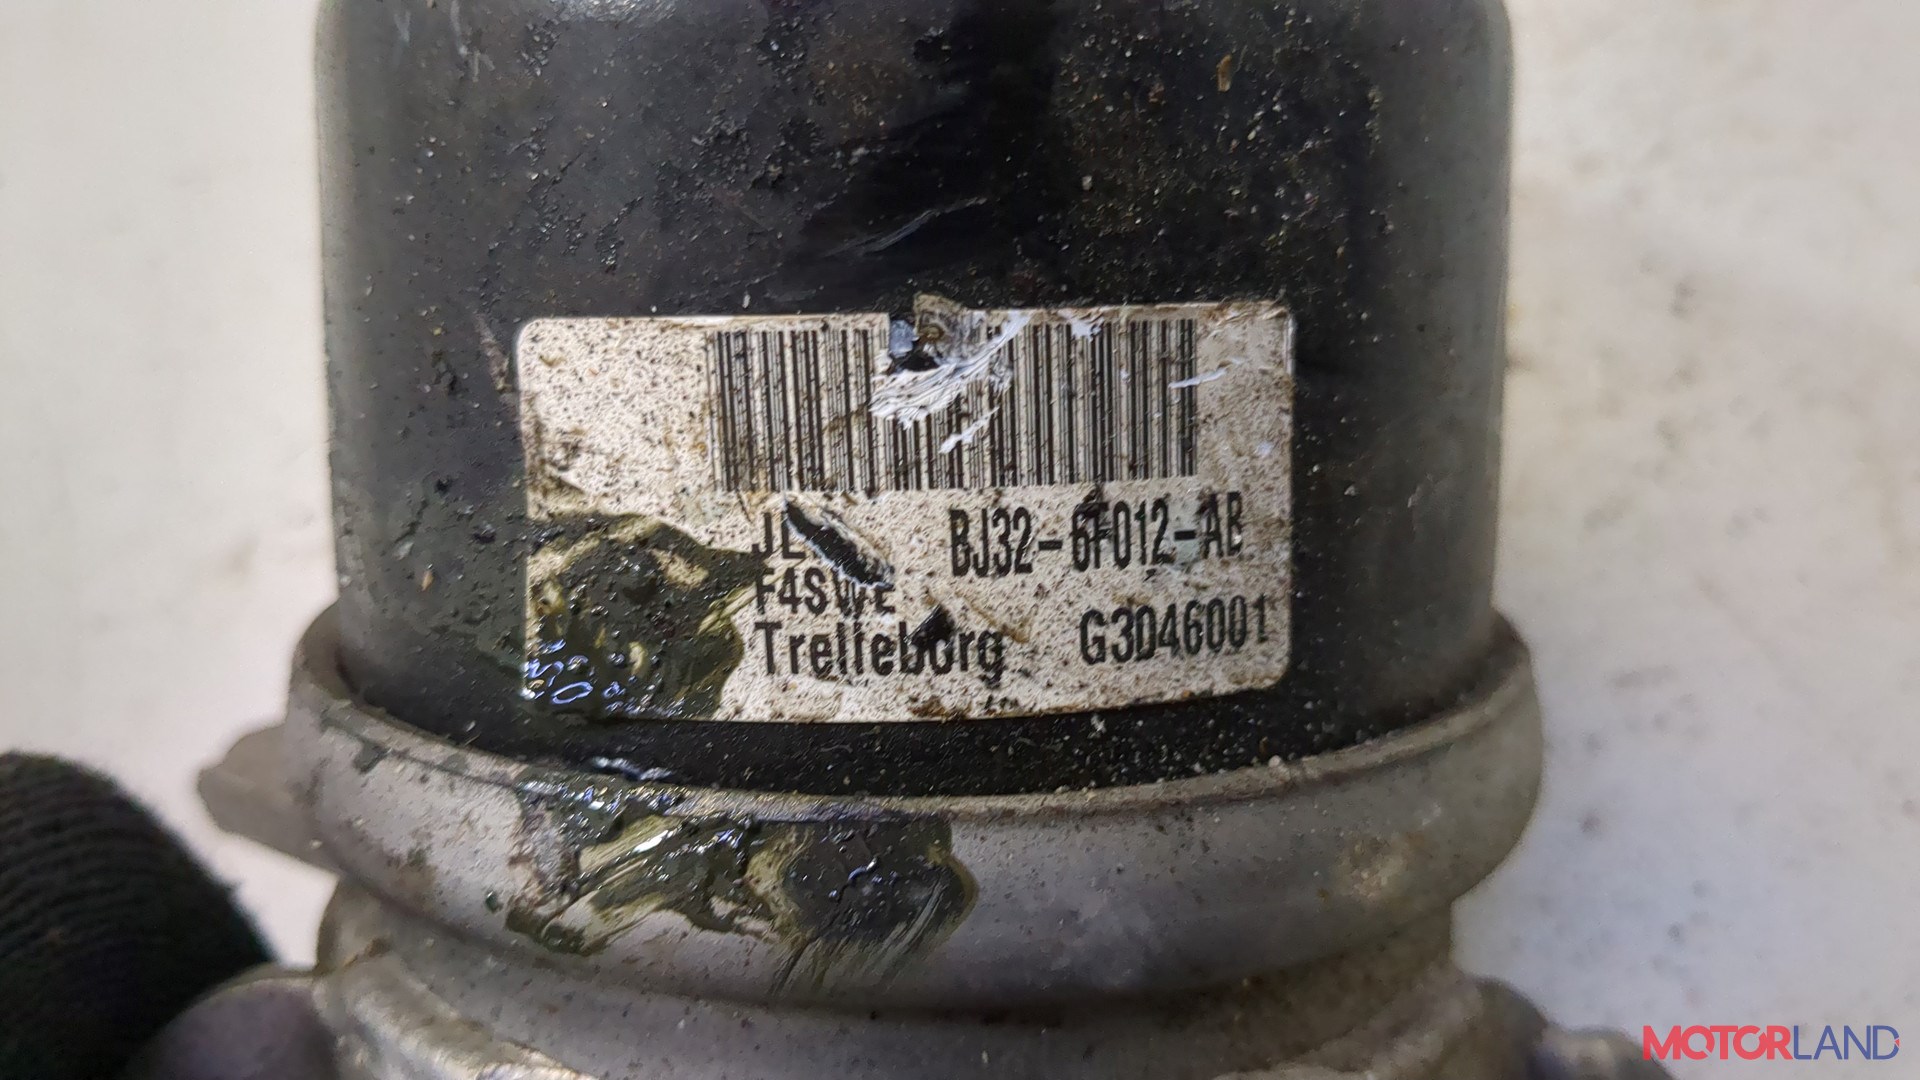 BJ32-6F012-AB
F4SWE
Trelleborg G3D46001
MOTORLAND